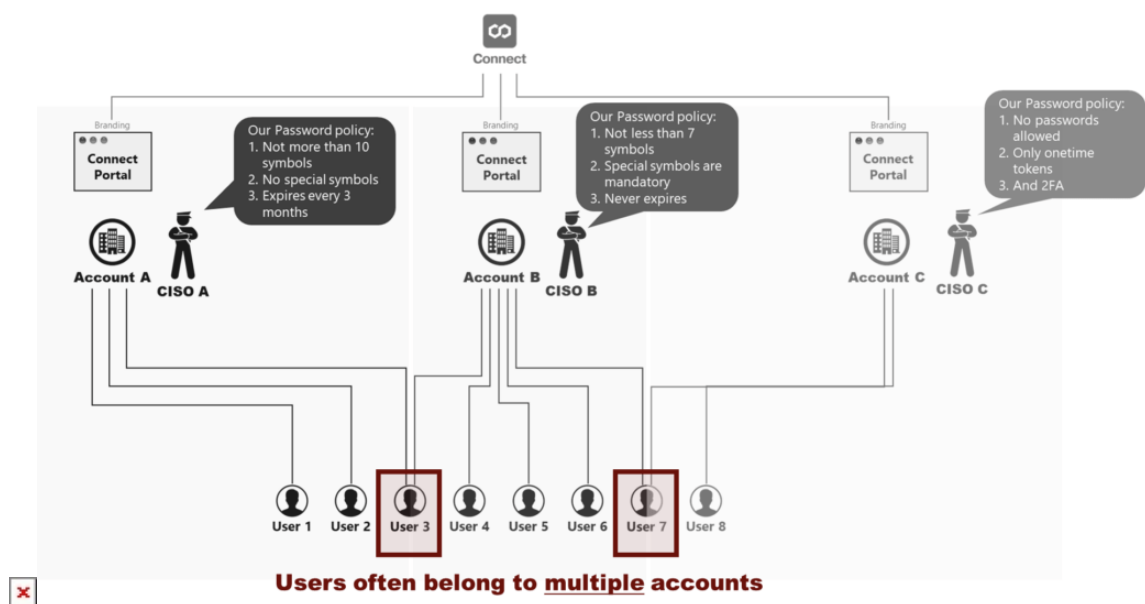 Connect
Branding
Connect
Portal
Our Password policy:
1. Not more than 10
symbols
2. No special symbols
3. Expires every 3
months
Account A
CISO A
Branding
Connect
Portal
Our Password policy:
1. Not less than 7
symbols
2. Special symbols are
mandatory
3. Never expires
Account B
CISO B
Branding
Connect
Portal
Our Password policy:
1. No passwords
allowed
2. Only onetime
tokens
3. And 2FA
Account C
CISO C
User 1
User 2
User 3
User 4
User 5
User 6
User 7
User 8
Users often belong to multiple accounts